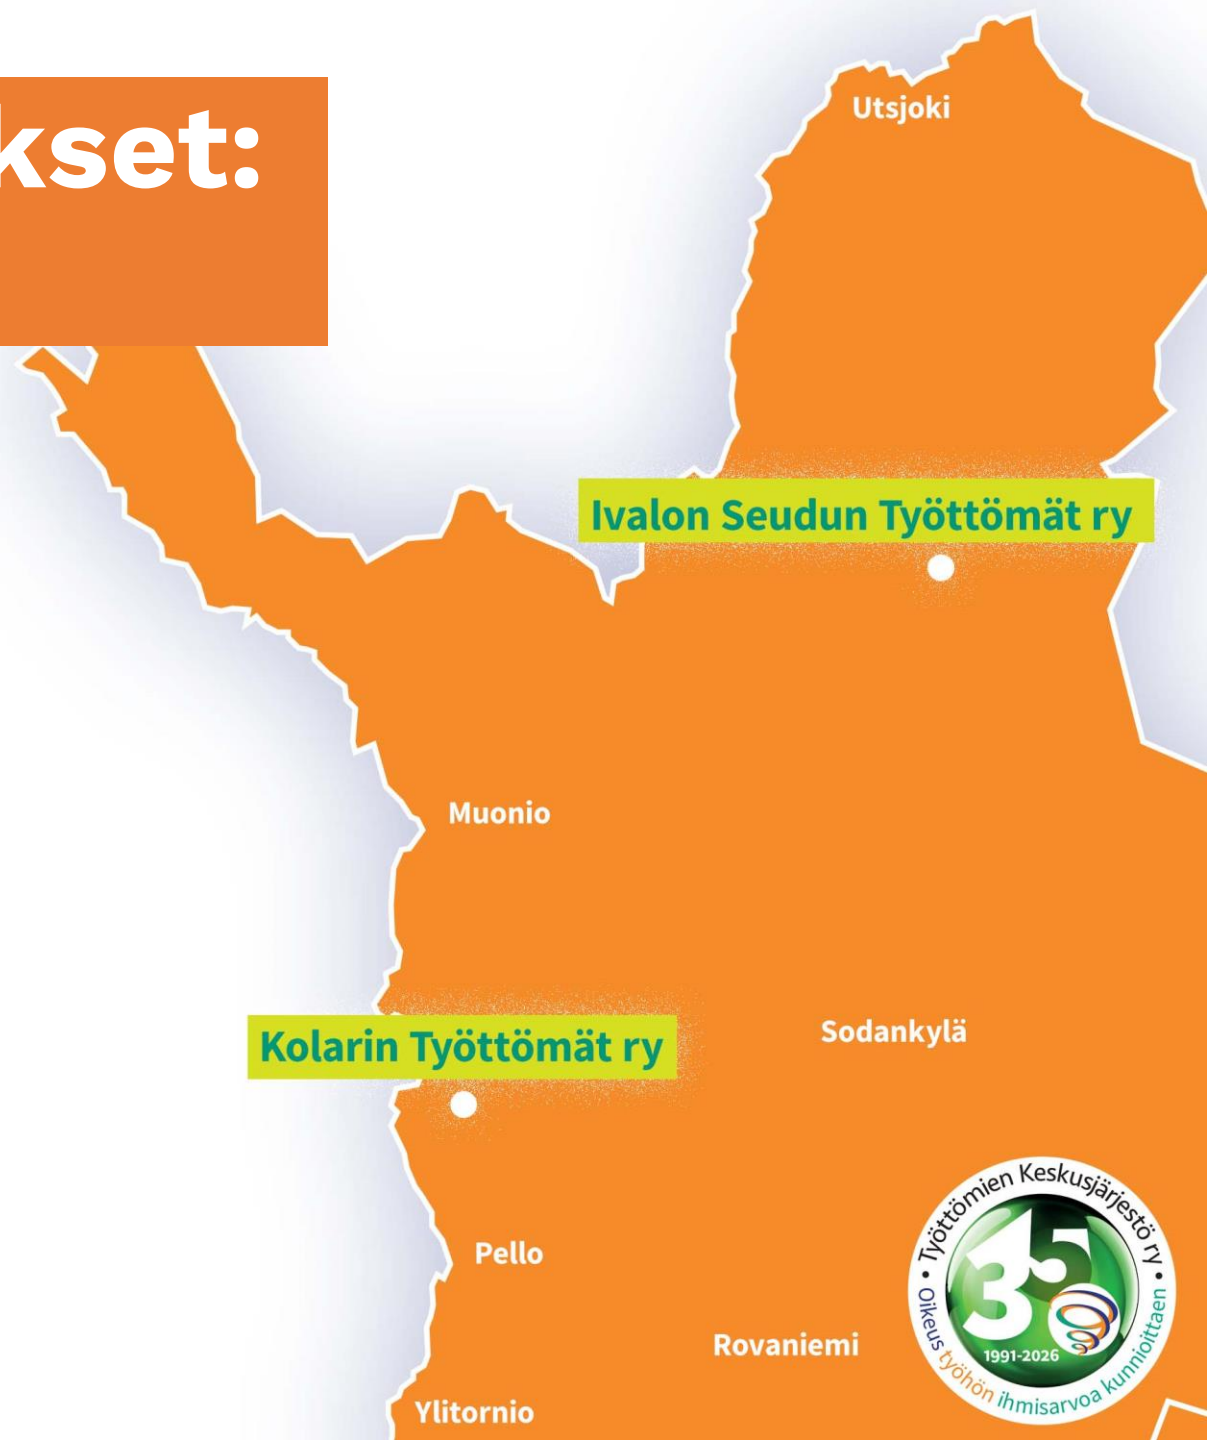 kset:
Utsjoki
Ivalon Seudun Työttömät ry
Muonio
Kolarin Työttömät ry
Sodankylä
Pello
Rovaniemi
Ylitornio
• Työttömien Keskusjärjestö ry •
35
1991-2026
Oikeus työhön ihmisarvoa kunnioittaen